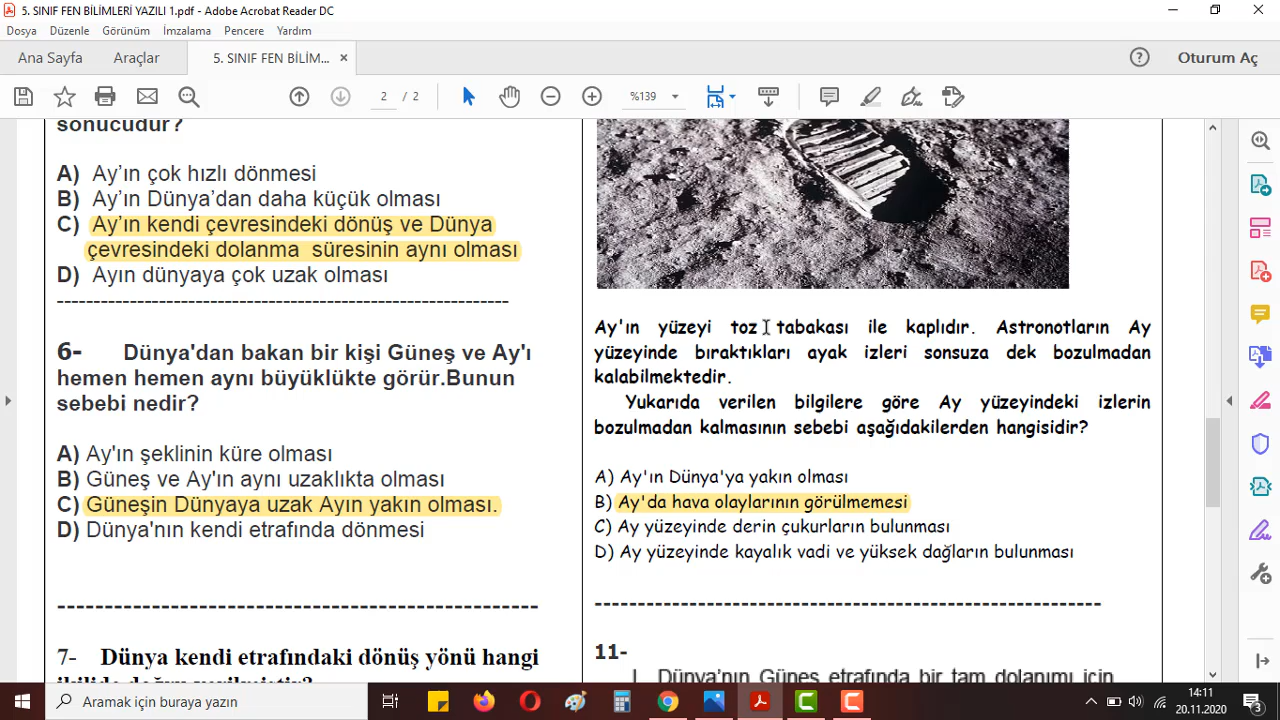 5. SINIF FEN BİLİMLERİ YAZILI 1.pdf - Adobe Acrobat Reader DC
Dosya Düzenle Görünüm İmzalama Pencere Yardım
Ana Sayfa Araçlar 5. SINIF FEN BİLİM... × Oturum Aç
2 / 2 %139
sonucudur?
A) Ay’ın çok hızlı dönmesi
B) Ay’ın Dünya’dan daha küçük olması
C) Ay’ın kendi çevresindeki dönüş ve Dünya
çevresindeki dolanma süresinin aynı olması
D) Ayın dünyaya çok uzak olması
--------------------------------------------------------------
6- Dünya'dan bakan bir kişi Güneş ve Ay'ı
hemen hemen aynı büyüklükte görür.Bunun
sebebi nedir?
A) Ay'ın şeklinin küre olması
B) Güneş ve Ay'ın aynı uzaklıkta olması
C) Güneşin Dünyaya uzak Ayın yakın olması.
D) Dünya'nın kendi etrafında dönmesi
---------------------------------------------------
7- Dünya kendi etrafındaki dönüş yönü hangi
Ay'ın yüzeyi toz tabakası ile kaplıdır. Astronotların Ay
yüzeyinde bıraktıkları ayak izleri sonsuza dek bozulmadan
kalabilmektedir.
Yukarıda verilen bilgilere göre Ay yüzeyindeki izlerin
bozulmadan kalmasının sebebi aşağıdakilerden hangisidir?
A) Ay'ın Dünya'ya yakın olması
B) Ay'da hava olaylarının görülmemesi
C) Ay yüzeyinde derin çukurların bulunması
D) Ay yüzeyinde kayalık vadi ve yüksek dağların bulunması
-----------------------------------------------------------------
11-
I. Dünya'nın Güneş etrafında bir tam dolanımı için
Aramak için buraya yazın
14:11
20.11.2020
3